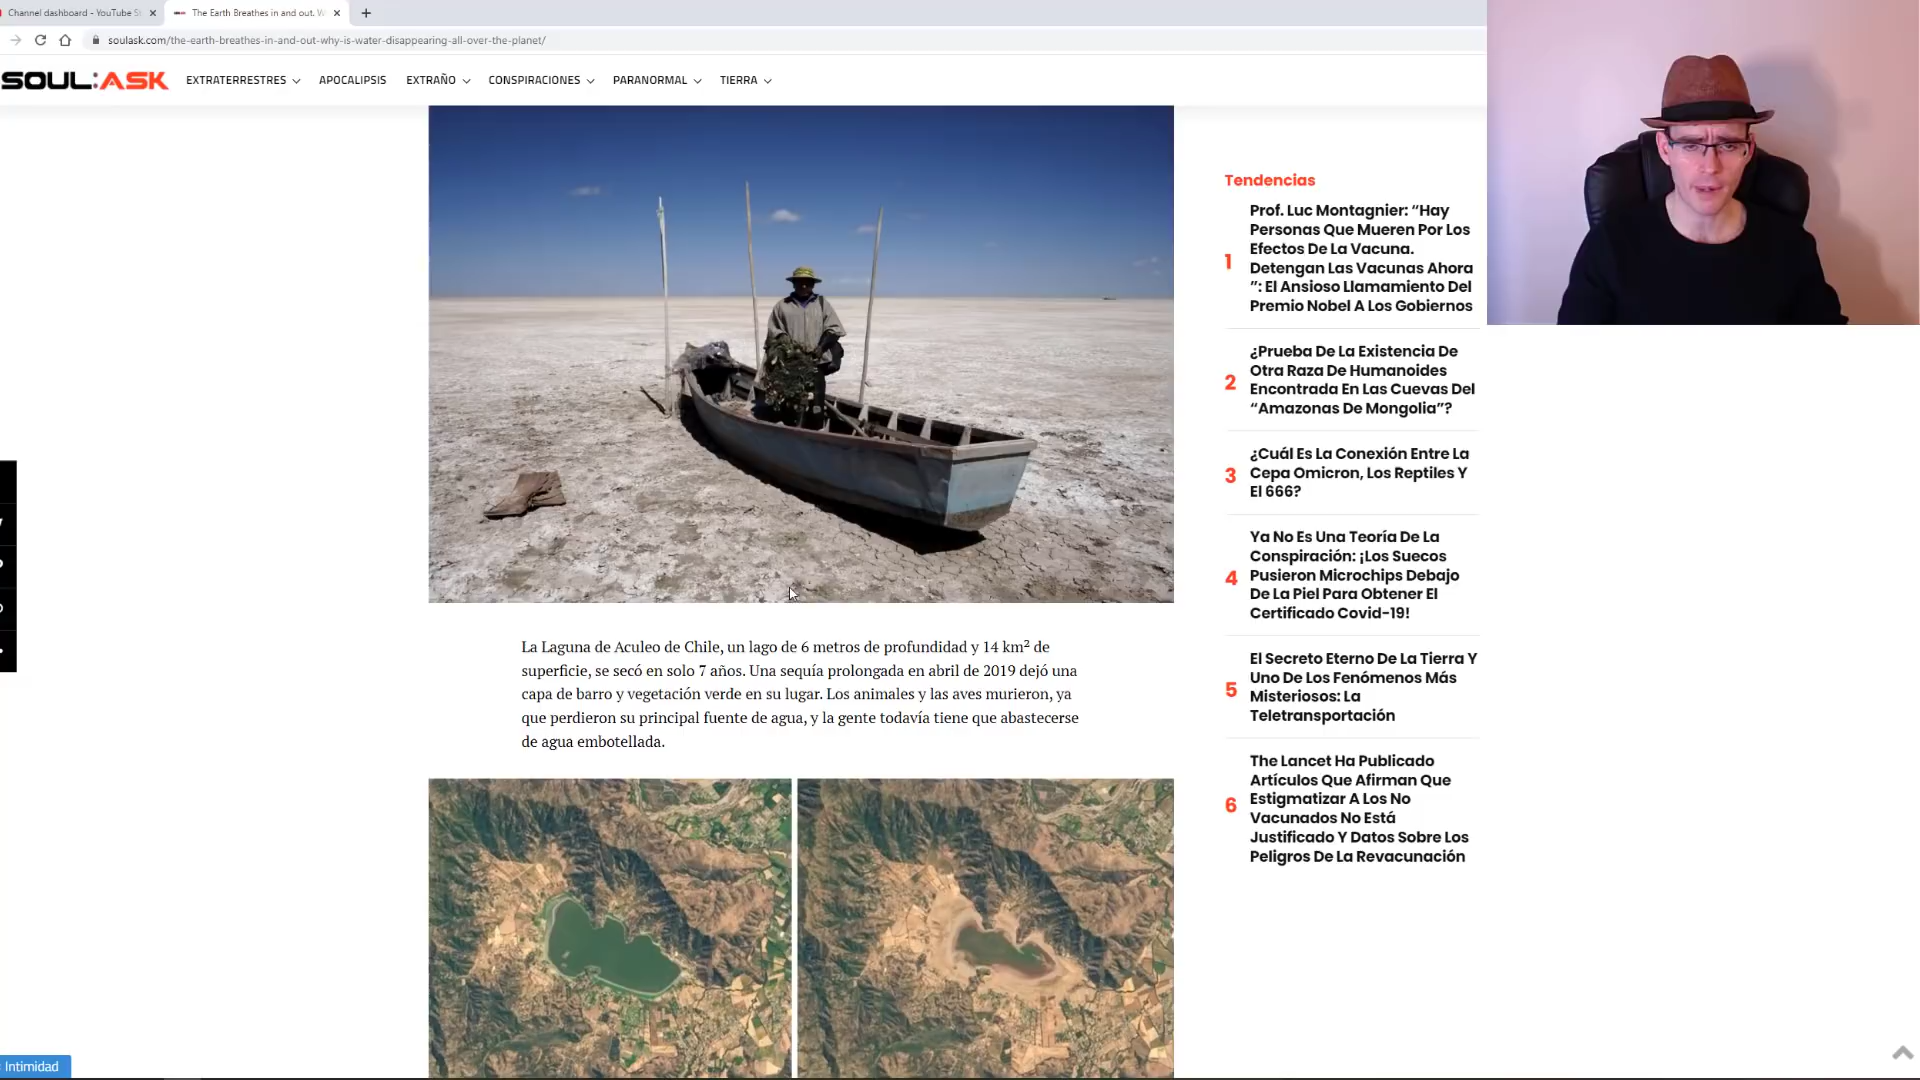 Channel dashboard - YouTube St
The Earth Breathes in and out. W
soulask.com/the-earth-breathes-in-and-out-why-is-water-disappearing-all-over-the-planet/
SOUL:ASK
EXTRATERRESTRES
APOCALIPSIS
EXTRAÑO
CONSPIRACIONES
PARANORMAL
TIERRA
La Laguna de Aculeo de Chile, un lago de 6 metros de profundidad y 14 km² de
superficie, se secó en solo 7 años. Una sequía prolongada en abril de 2019 dejó una
capa de barro y vegetación verde en su lugar. Los animales y las aves murieron, ya
que perdieron su principal fuente de agua, y la gente todavía tiene que abastecerse
de agua embotellada.
Tendencias
1
Prof. Luc Montagnier: “Hay
Personas Que Mueren Por Los
Efectos De La Vacuna.
Detengan Las Vacunas Ahora
”: El Ansioso Llamamiento Del
Premio Nobel A Los Gobiernos
2
¿Prueba De La Existencia De
Otra Raza De Humanoides
Encontrada En Las Cuevas Del
“Amazonas De Mongolia”?
3
¿Cuál Es La Conexión Entre La
Cepa Omicron, Los Reptiles Y
El 666?
4
Ya No Es Una Teoría De La
Conspiración: ¡Los Suecos
Pusieron Microchips Debajo
De La Piel Para Obtener El
Certificado Covid-19!
5
El Secreto Eterno De La Tierra Y
Uno De Los Fenómenos Más
Misteriosos: La
Teletransportación
6
The Lancet Ha Publicado
Artículos Que Afirman Que
Estigmatizar A Los No
Vacunados No Está
Justificado Y Datos Sobre Los
Peligros De La Revacunación
Intimidad